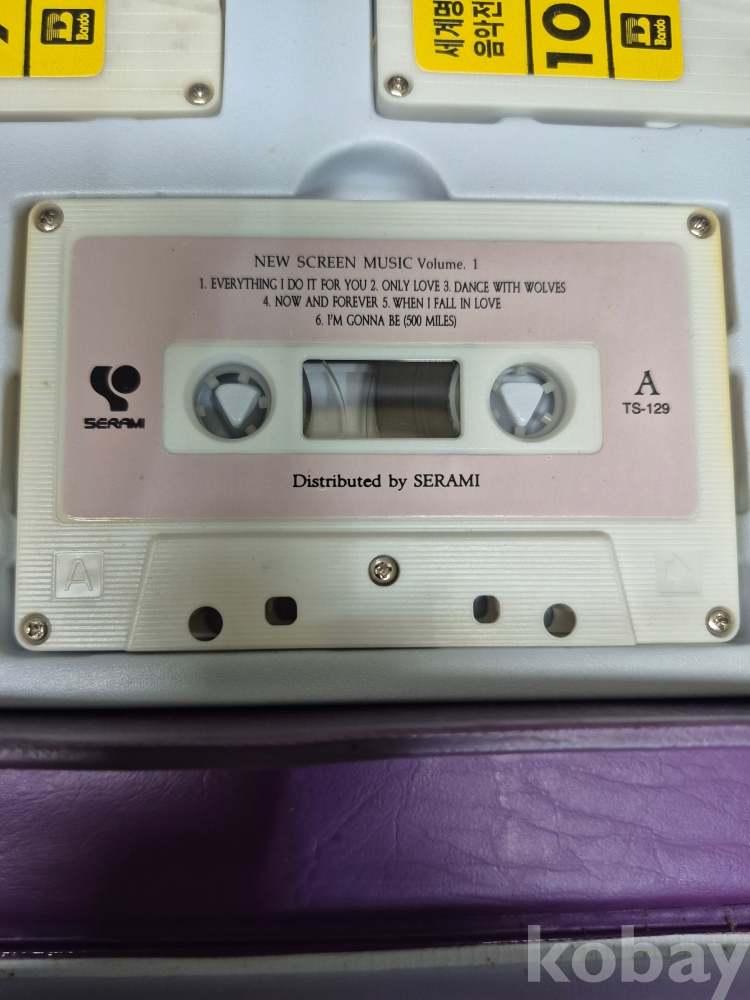 Bando
세계명
음악전
10
Bando
NEW SCREEN MUSIC Volume. 1
1. EVERYTHING I DO IT FOR YOU 2. ONLY LOVE 3. DANCE WITH WOLVES
4. NOW AND FOREVER 5. WHEN I FALL IN LOVE
6. I'M GONNA BE (500 MILES)
SERAMI
A
TS-129
Distributed by SERAMI
A
kobay